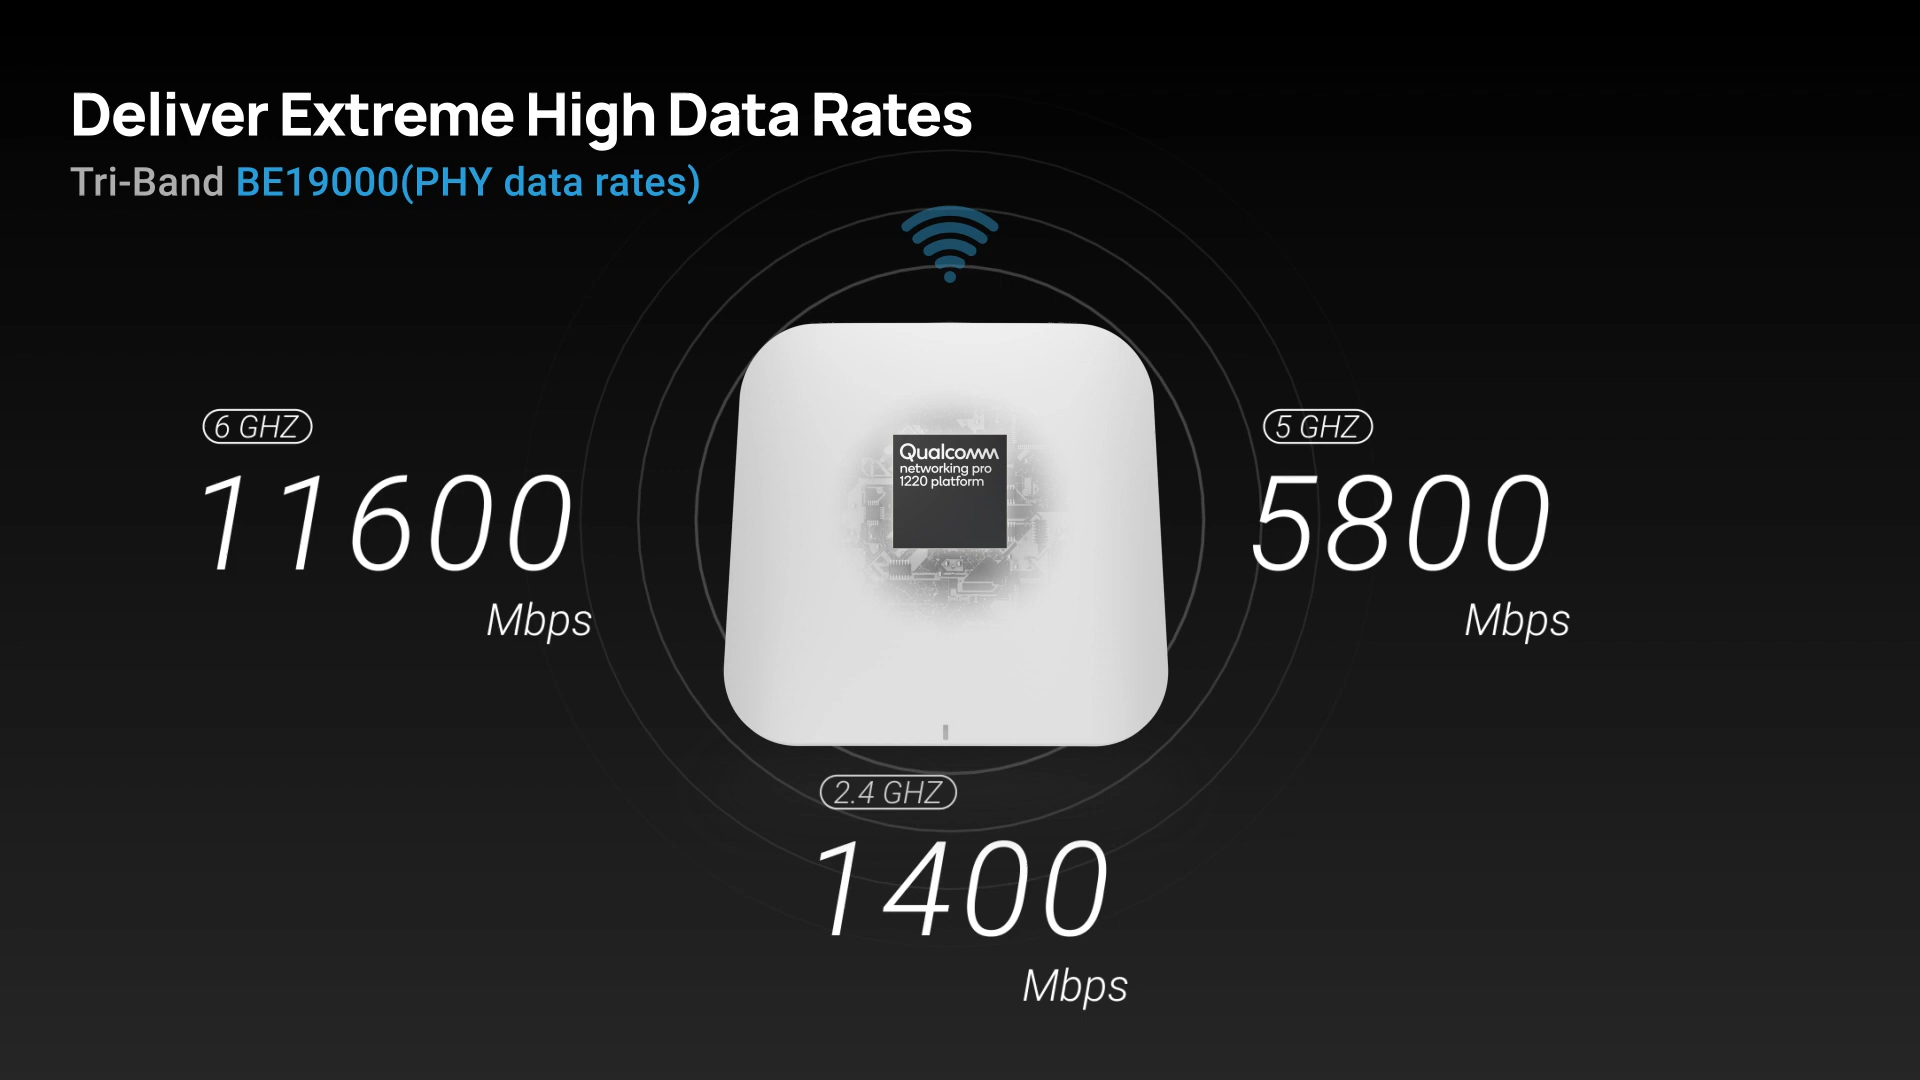 Deliver Extreme High Data Rates
Tri-Band BE19000(PHY data rates)
6 GHZ
11600
Mbps
Qualcomm
networking pro
1220 platform
5 GHZ
5800
Mbps
2.4 GHZ
1400
Mbps